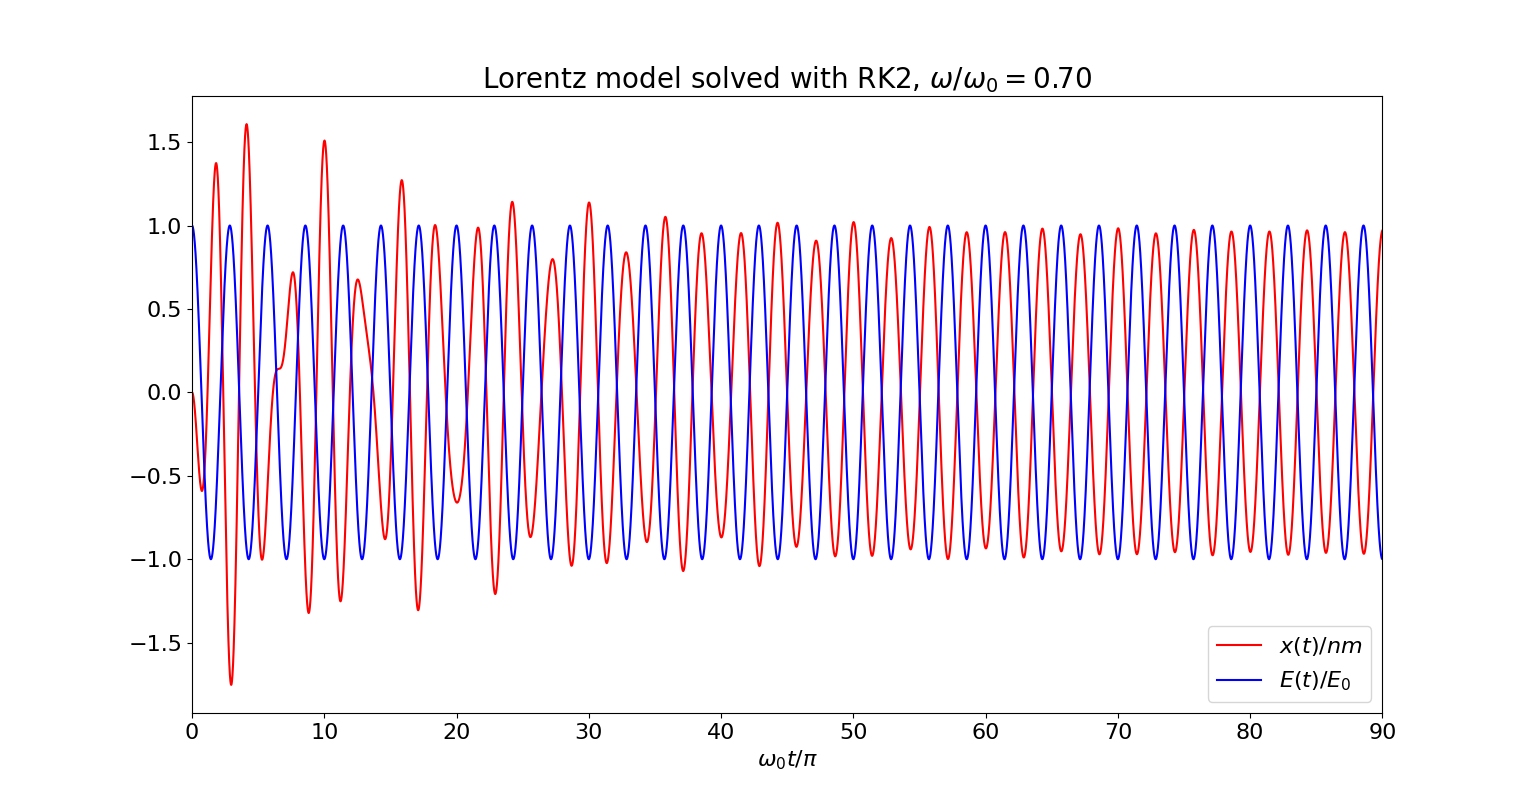 Lorentz model solved with RK2, ω/ω₀ = 0.70
1.5
1.0
0.5
0.0
−0.5
−1.0
−1.5
x(t)/nm
E(t)/E₀
0 10 20 30 40 50 60 70 80 90
ω₀t/π